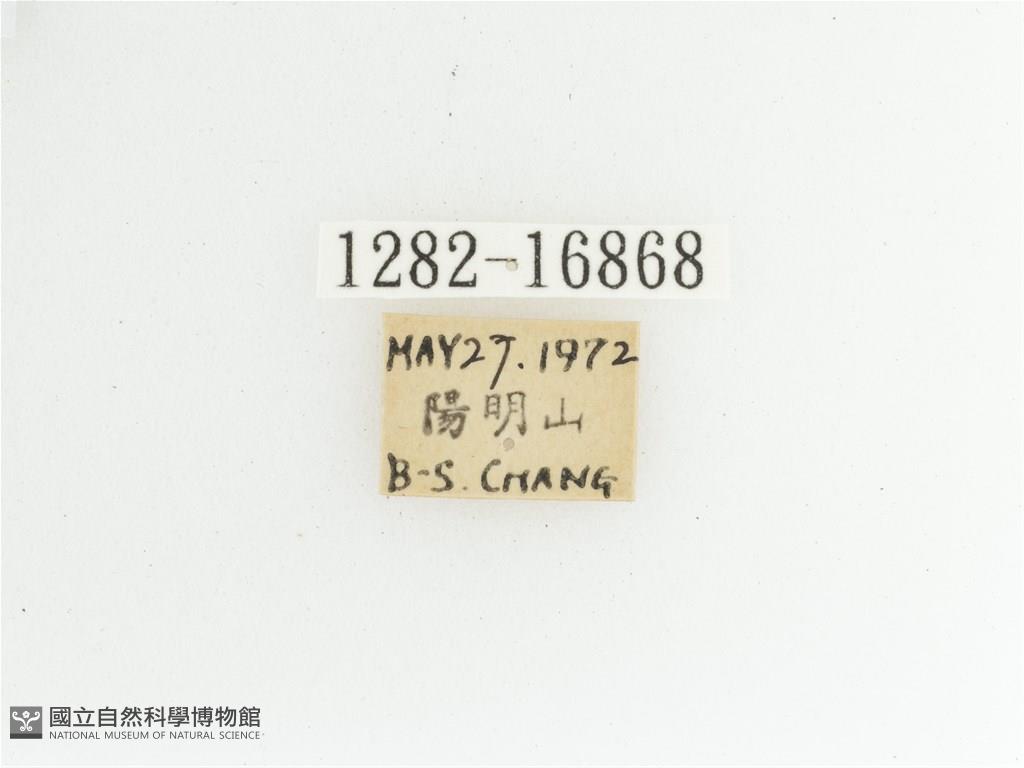 1282-16868
MAY27.1972
陽明山
B-S. CHANG
國立自然科學博物館
NATIONAL MUSEUM OF NATURAL SCIENCE